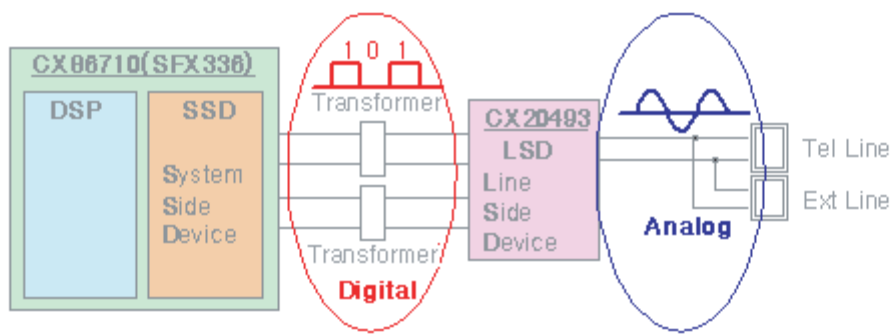 CX86710(SFX336)
DSP
SSD
System
Side
Device
1 0 1
Transformer
Transformer
Digital
CX20493
LSD
Line
Side
Device
Analog
Tel Line
Ext Line